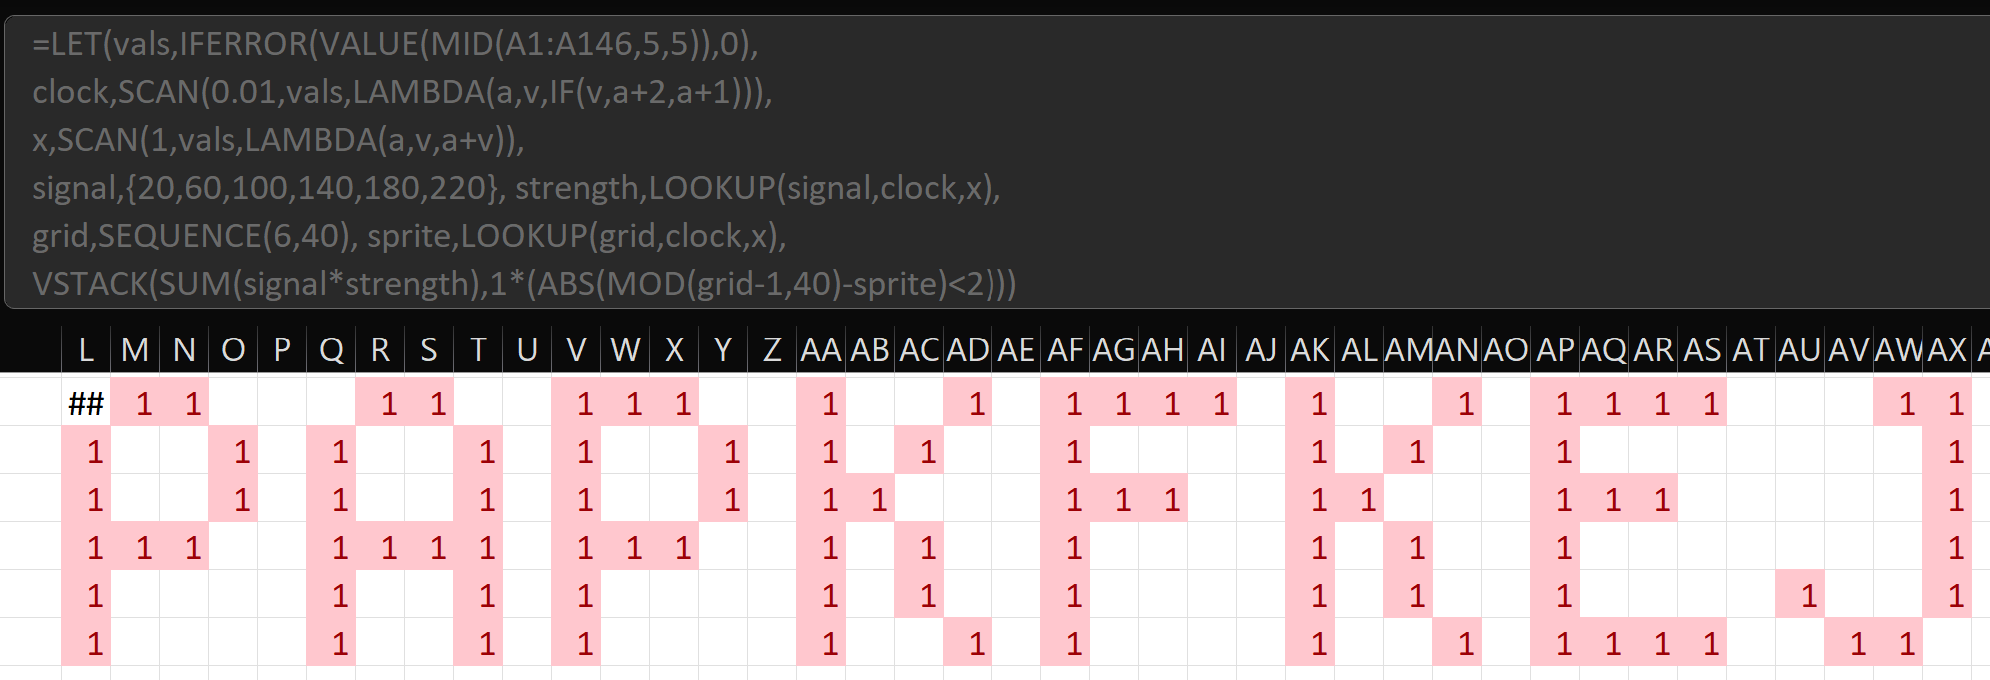 =LET(vals,IFERROR(VALUE(MID(A1:A146,5,5)),0),
clock,SCAN(0.01,vals,LAMBDA(a,v,IF(v,a+2,a+1))),
x,SCAN(1,vals,LAMBDA(a,v,a+v)),
signal,{20,60,100,140,180,220}, strength,LOOKUP(signal,clock,x),
grid,SEQUENCE(6,40), sprite,LOOKUP(grid,clock,x),
VSTACK(SUM(signal*strength),1*(ABS(MOD(grid-1,40)-sprite)<2)))
L M N O P Q R S T U V W X Y Z AA AB AC AD AE AF AG AH AI AJ AK AL AM AN AO AP AQ AR AS AT AU AV AW AX
## 1 1 1 1 1 1 1 1 1 1 1 1 1 1 1 1 1 1 1 1 1
1 1 1 1 1 1 1 1 1 1 1 1 1
1 1 1 1 1 1 1 1 1 1 1 1 1 1 1 1 1
1 1 1 1 1 1 1 1 1 1 1 1 1 1 1 1 1
1 1 1 1 1 1 1 1 1 1 1 1
1 1 1 1 1 1 1 1 1 1 1 1 1 1